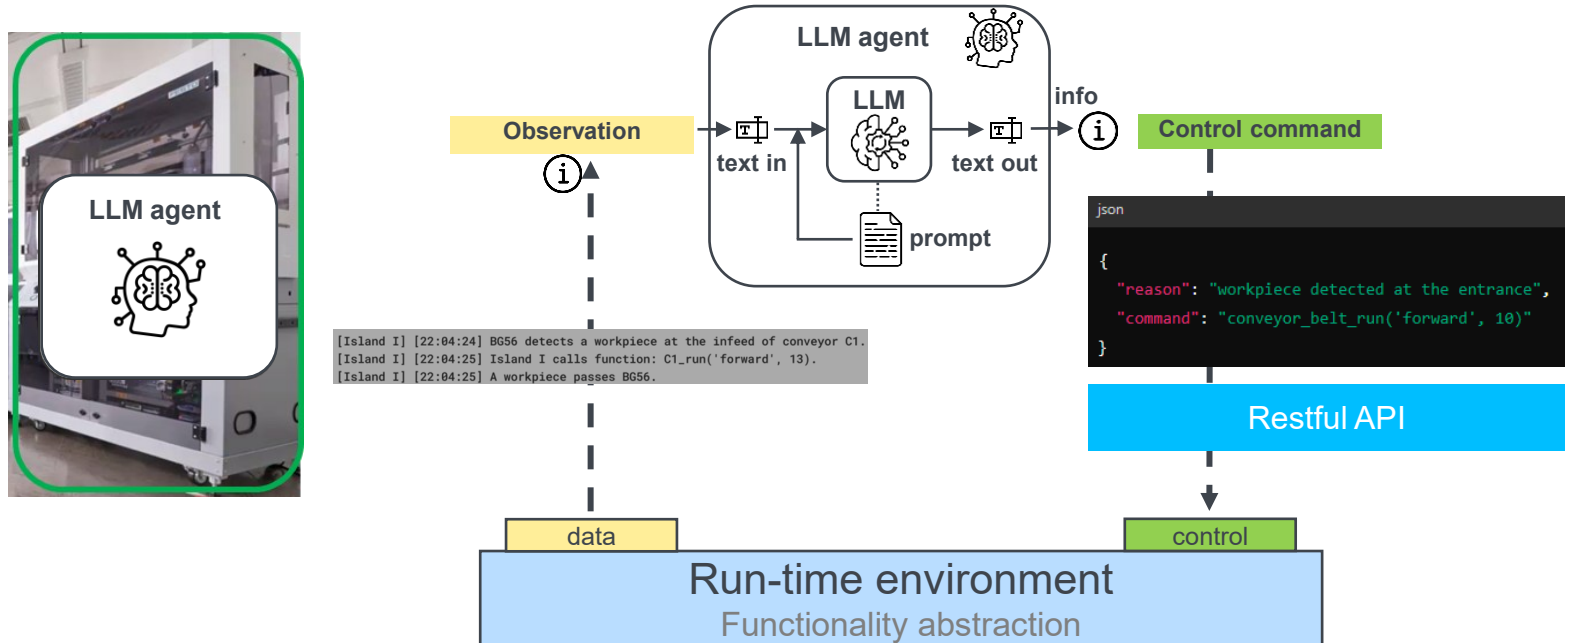 LLM agent
LLM agent
LLM
info
Observation
text in
text out
Control command
prompt
json
{
"reason": "workpiece detected at the entrance",
"command": "conveyor_belt_run('forward', 10)"
}
[Island I] [22:04:24] BG56 detects a workpiece at the infeed of conveyor C1.
[Island I] [22:04:25] Island I calls function: C1_run('forward', 13).
[Island I] [22:04:25] A workpiece passes BG56.
Restful API
data
control
Run-time environment
Functionality abstraction